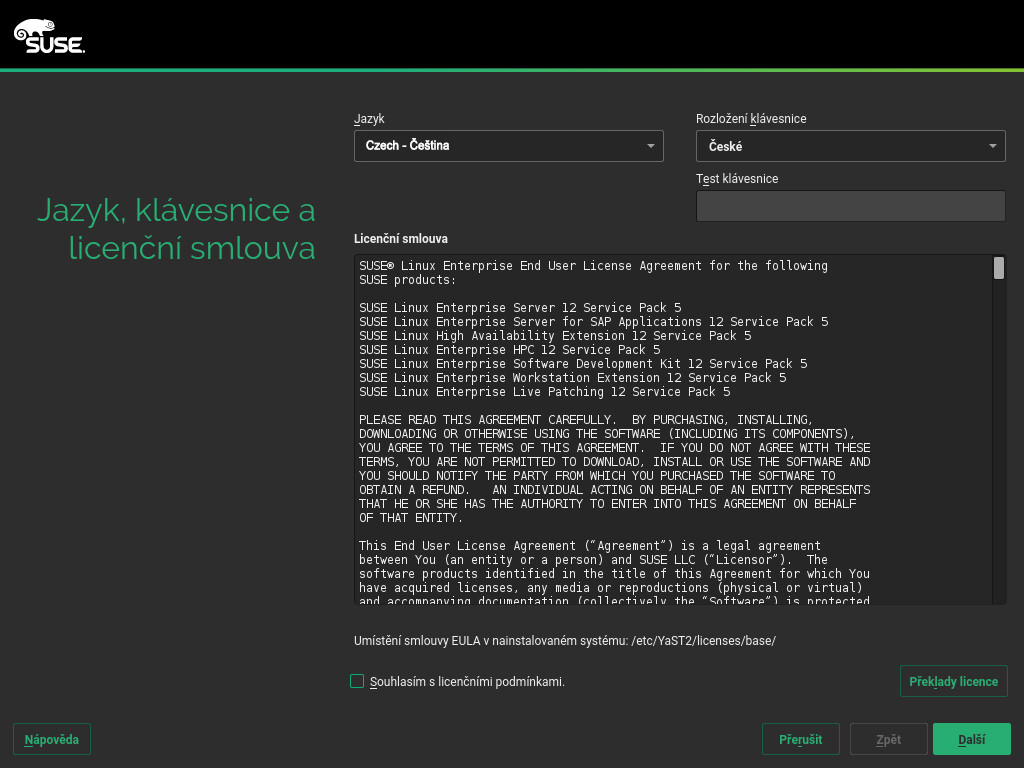 SUSE.
Jazyk
Rozložení klávesnice
Czech - Čeština
České
Test klávesnice
Jazyk, klávesnice a
licenční smlouva
Licenční smlouva
SUSE® Linux Enterprise End User License Agreement for the following
SUSE products:
SUSE Linux Enterprise Server 12 Service Pack 5
SUSE Linux Enterprise Server for SAP Applications 12 Service Pack 5
SUSE Linux High Availability Extension 12 Service Pack 5
SUSE Linux Enterprise HPC 12 Service Pack 5
SUSE Linux Enterprise Software Development Kit 12 Service Pack 5
SUSE Linux Enterprise Workstation Extension 12 Service Pack 5
SUSE Linux Enterprise Live Patching 12 Service Pack 5
PLEASE READ THIS AGREEMENT CAREFULLY.  BY PURCHASING, INSTALLING,
DOWNLOADING OR OTHERWISE USING THE SOFTWARE (INCLUDING ITS COMPONENTS),
YOU AGREE TO THE TERMS OF THIS AGREEMENT.  IF YOU DO NOT AGREE WITH THESE
TERMS, YOU ARE NOT PERMITTED TO DOWNLOAD, INSTALL OR USE THE SOFTWARE AND
YOU SHOULD NOTIFY THE PARTY FROM WHICH YOU PURCHASED THE SOFTWARE TO
OBTAIN A REFUND.   AN INDIVIDUAL ACTING ON BEHALF OF AN ENTITY REPRESENTS
THAT HE OR SHE HAS THE AUTHORITY TO ENTER INTO THIS AGREEMENT ON BEHALF
OF THAT ENTITY.
This End User License Agreement (“Agreement”) is a legal agreement
between You (an entity or a person) and SUSE LLC (“Licensor”).  The
software products identified in the title of this Agreement for which You
have acquired licenses, any media or reproductions (physical or virtual)
and accompanying documentation (collectively the “Software”) is protected
Umístění smlouvy EULA v nainstalovaném systému: /etc/YaST2/licenses/base/
Souhlasím s licenčními podmínkami.
Překlady licence
Nápověda
Přerušit
Zpět
Další